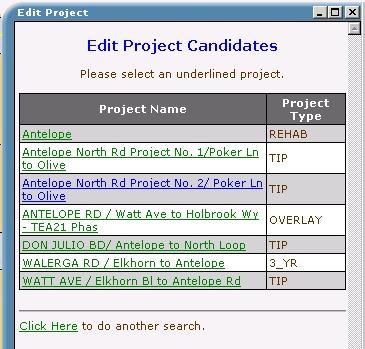 Edit Project
Edit Project Candidates
Please select an underlined project.
Project Name Project Type
Antelope REHAB
Antelope North Rd Project No. 1/Poker Ln
to Olive TIP
Antelope North Rd Project No. 2/ Poker Ln
to Olive TIP
ANTELOPE RD / Watt Ave to Holbrook Wy
- TEA21 Phas OVERLAY
DON JULIO BD/ Antelope to North Loop TIP
WALERGA RD / Elkhorn to Antelope 3_YR
WATT AVE / Elkhorn Bl to Antelope Rd TIP
Click Here to do another search.